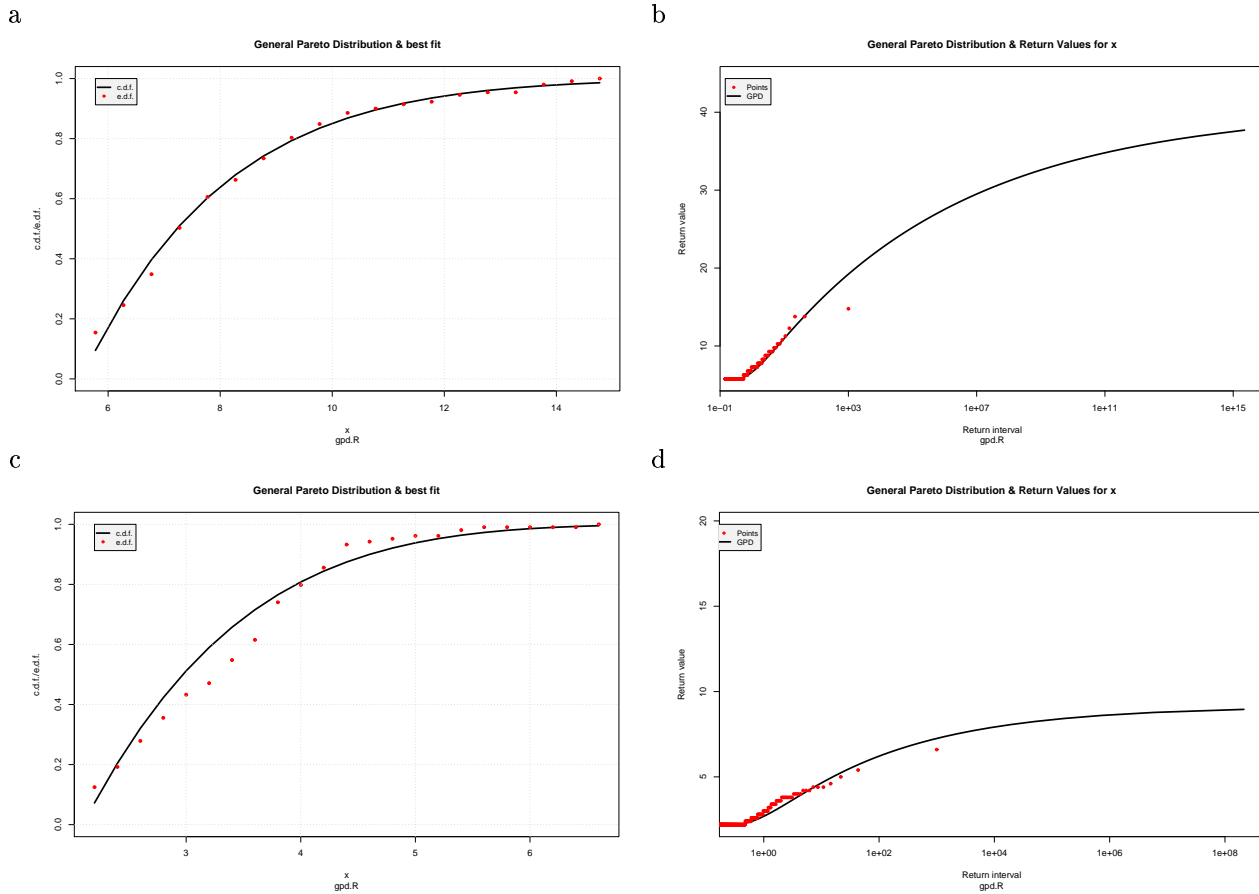 a
General Pareto Distribution & best fit
c.d.f.
e.d.f.
c.d.f./e.d.f.
1.0
0.8
0.6
0.4
0.2
0.0
6 8 10 12 14
x
gpd.R
b
General Pareto Distribution & Return Values for x
Points
GPD
Return value
40
30
20
10
1e−01 1e+03 1e+07 1e+11 1e+15
Return interval
gpd.R
c
General Pareto Distribution & best fit
c.d.f.
e.d.f.
c.d.f./e.d.f.
1.0
0.8
0.6
0.4
0.2
0.0
3 4 5 6
x
gpd.R
d
General Pareto Distribution & Return Values for x
Points
GPD
Return value
20
15
10
5
1e+00 1e+02 1e+04 1e+06 1e+08
Return interval
gpd.R